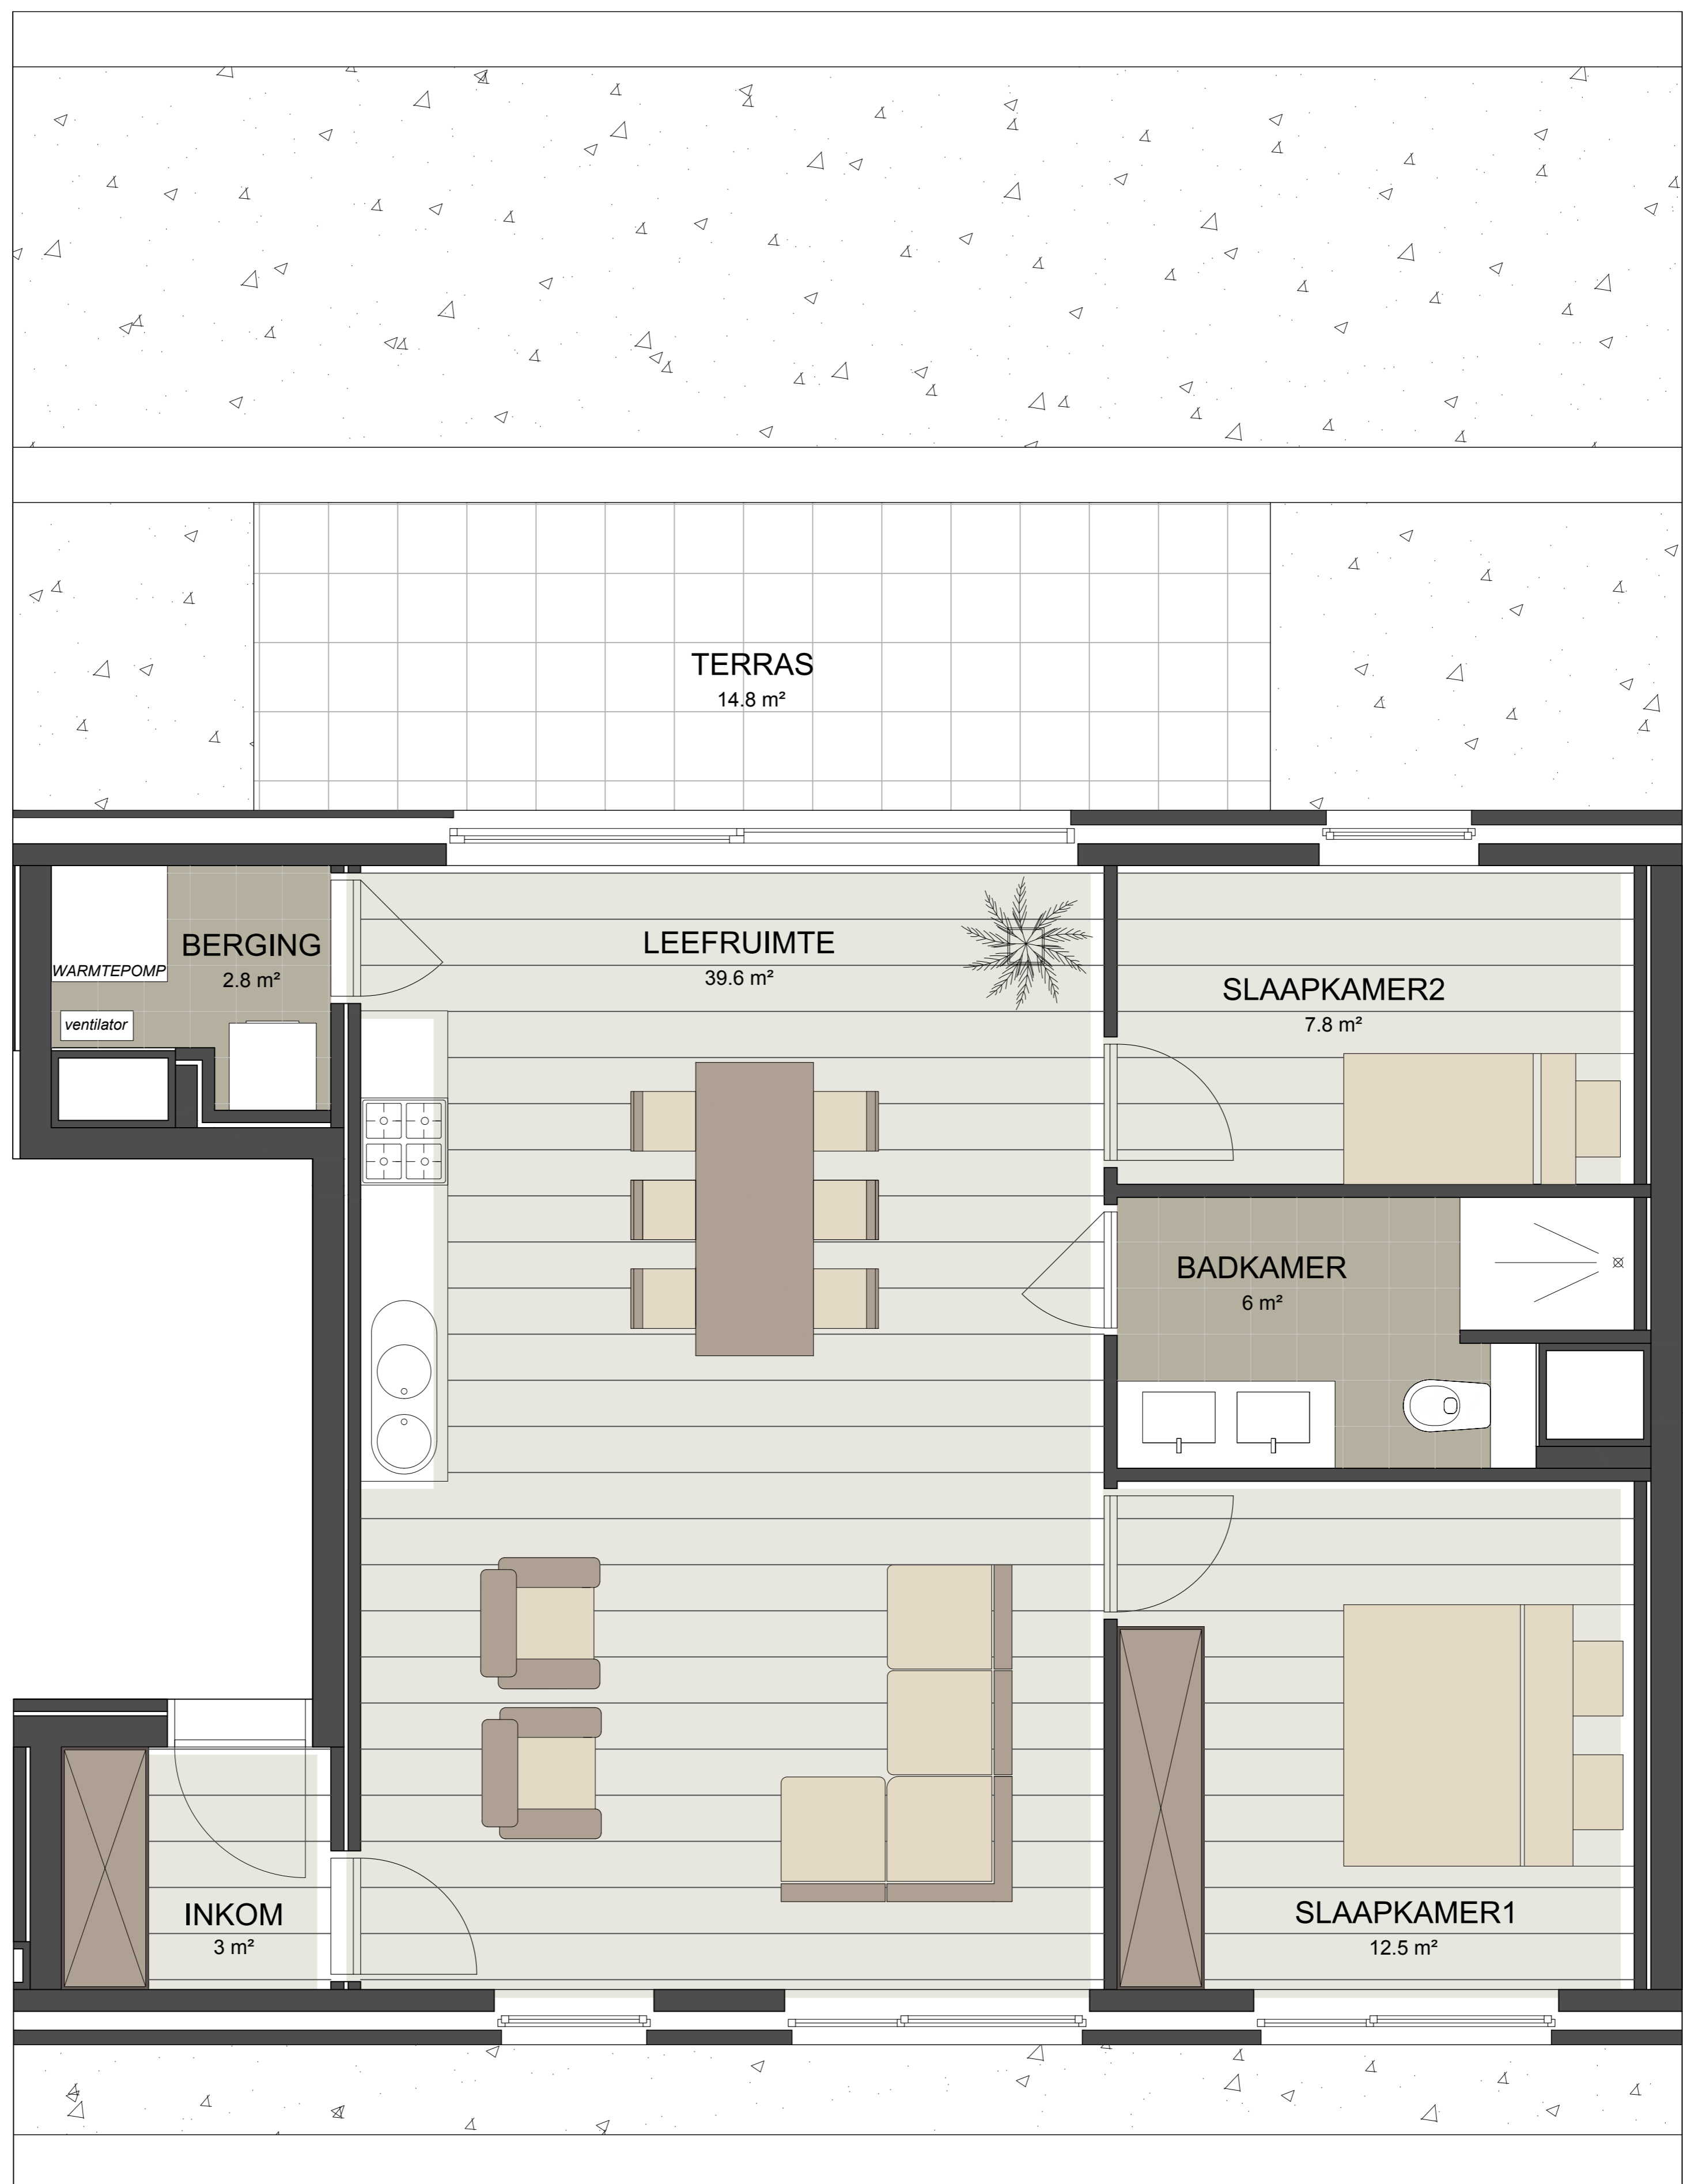 TERRAS
14.8 m²
BERGING
2.8 m²
WARMTEPOMP
ventilator
LEEFRUIMTE
39.6 m²
SLAAPKAMER2
7.8 m²
BADKAMER
6 m²
INKOM
3 m²
SLAAPKAMER1
12.5 m²